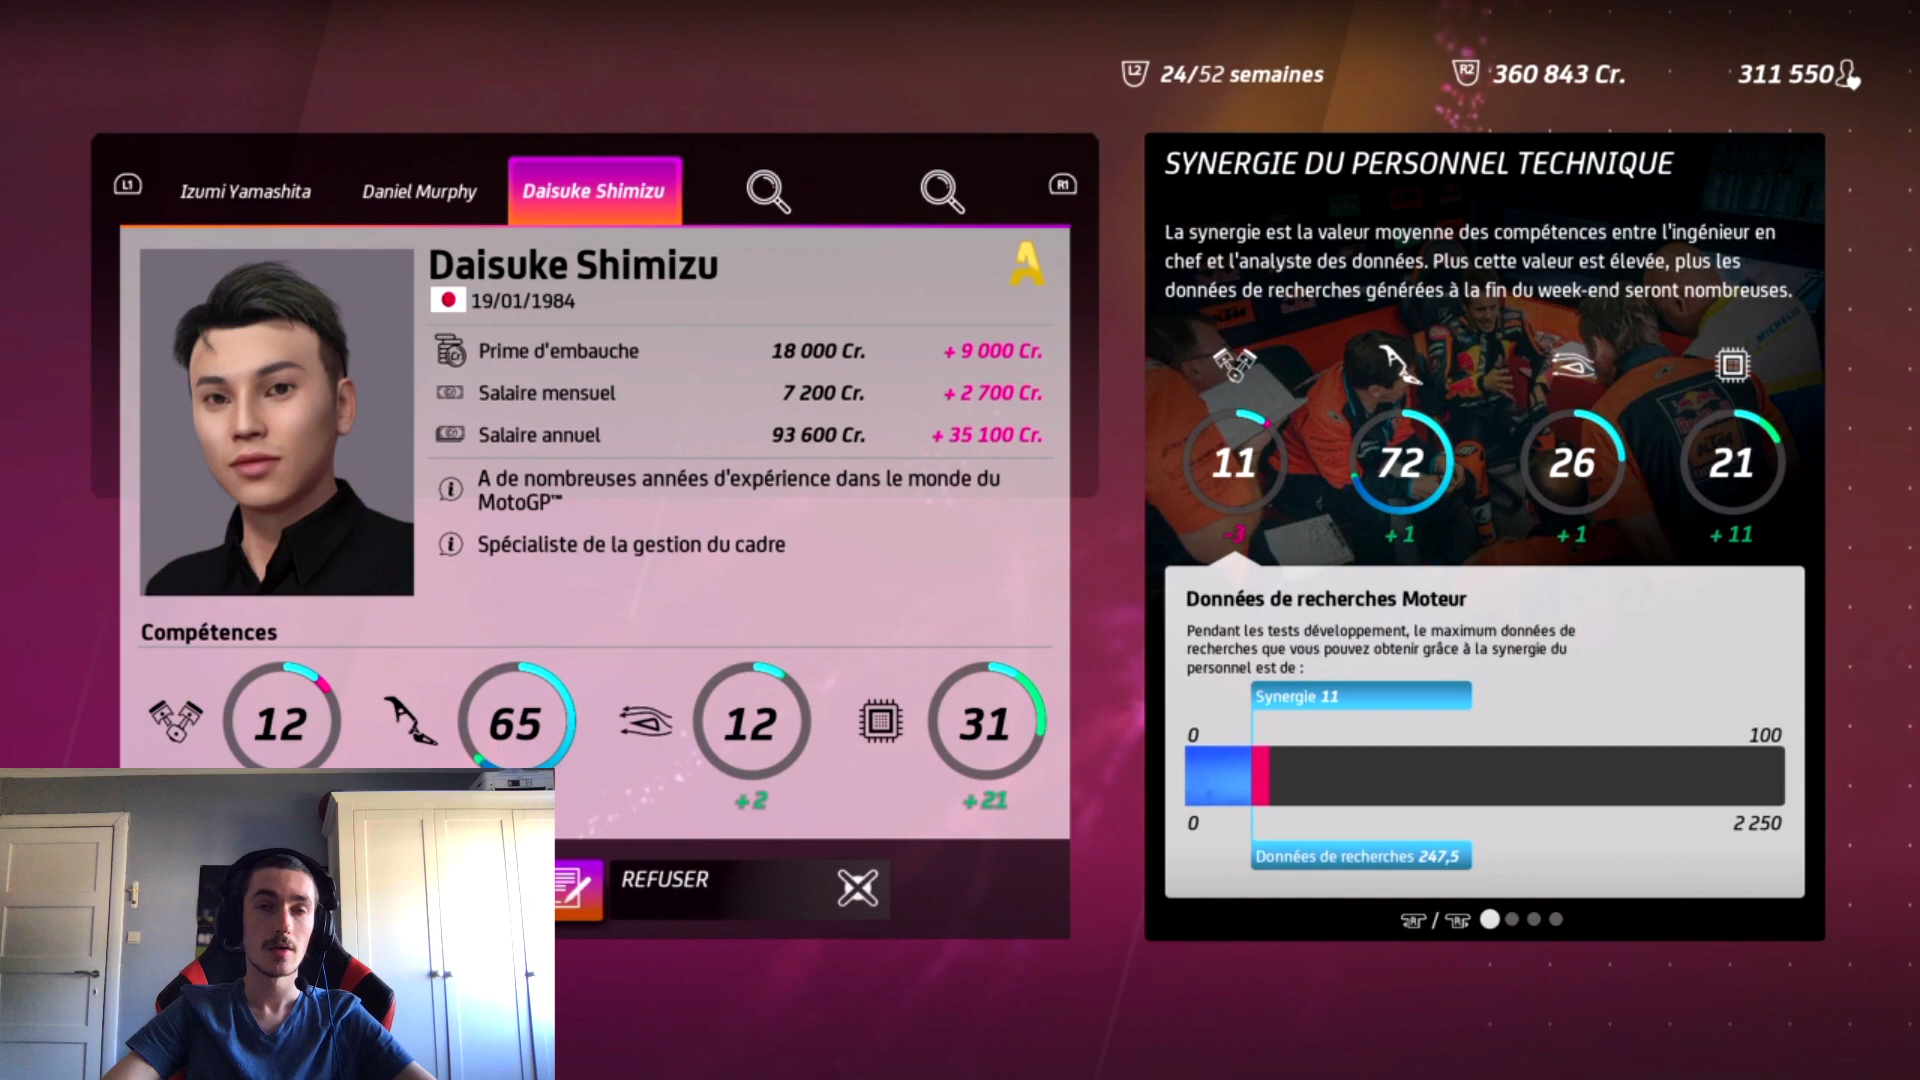 L2 24/52 semaines
R2 360 843 Cr.
311 550
L1
Izumi Yamashita
Daniel Murphy
Daisuke Shimizu
R1
Daisuke Shimizu
A
19/01/1984
Prime d'embauche 18 000 Cr. + 9 000 Cr.
Salaire mensuel 7 200 Cr. + 2 700 Cr.
Salaire annuel 93 600 Cr. + 35 100 Cr.
A de nombreuses années d'expérience dans le monde du
MotoGP™
Spécialiste de la gestion du cadre
Compétences
12
65
12
31
+2
+21
REFUSER
SYNERGIE DU PERSONNEL TECHNIQUE
La synergie est la valeur moyenne des compétences entre l'ingénieur en
chef et l'analyste des données. Plus cette valeur est élevée, plus les
données de recherches générées à la fin du week-end seront nombreuses.
11
72
26
21
-3
+1
+1
+11
Données de recherches Moteur
Pendant les tests développement, le maximum données de
recherches que vous pouvez obtenir grâce à la synergie du
personnel est de :
Synergie 11
0 100
0 2 250
Données de recherches 247,5
R / R